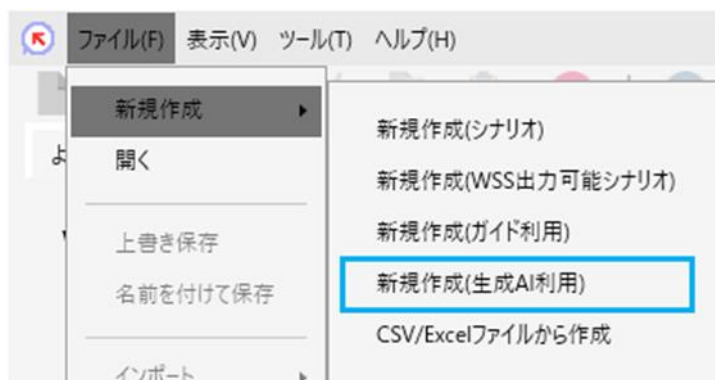 ファイル(F) 表示(V) ツール(T) ヘルプ(H)
新規作成
開く
上書き保存
名前を付けて保存
インポート
新規作成(シナリオ)
新規作成(WSS出力可能シナリオ)
新規作成(ガイド利用)
新規作成(生成AI利用)
CSV/Excelファイルから作成
よ